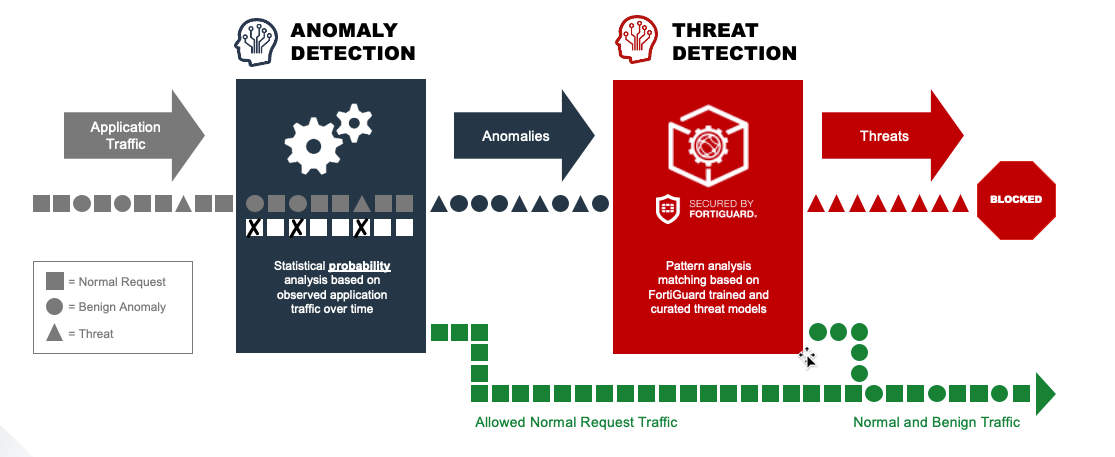 ANOMALY
DETECTION
THREAT
DETECTION
Application
Traffic
Anomalies
Threats
SECURED BY
FORTIGUARD.
BLOCKED
X X X
Statistical probability
analysis based on
observed application
traffic over time
Pattern analysis
matching based on
FortiGuard trained and
curated threat models
= Normal Request
= Benign Anomaly
= Threat
Allowed Normal Request Traffic
Normal and Benign Traffic